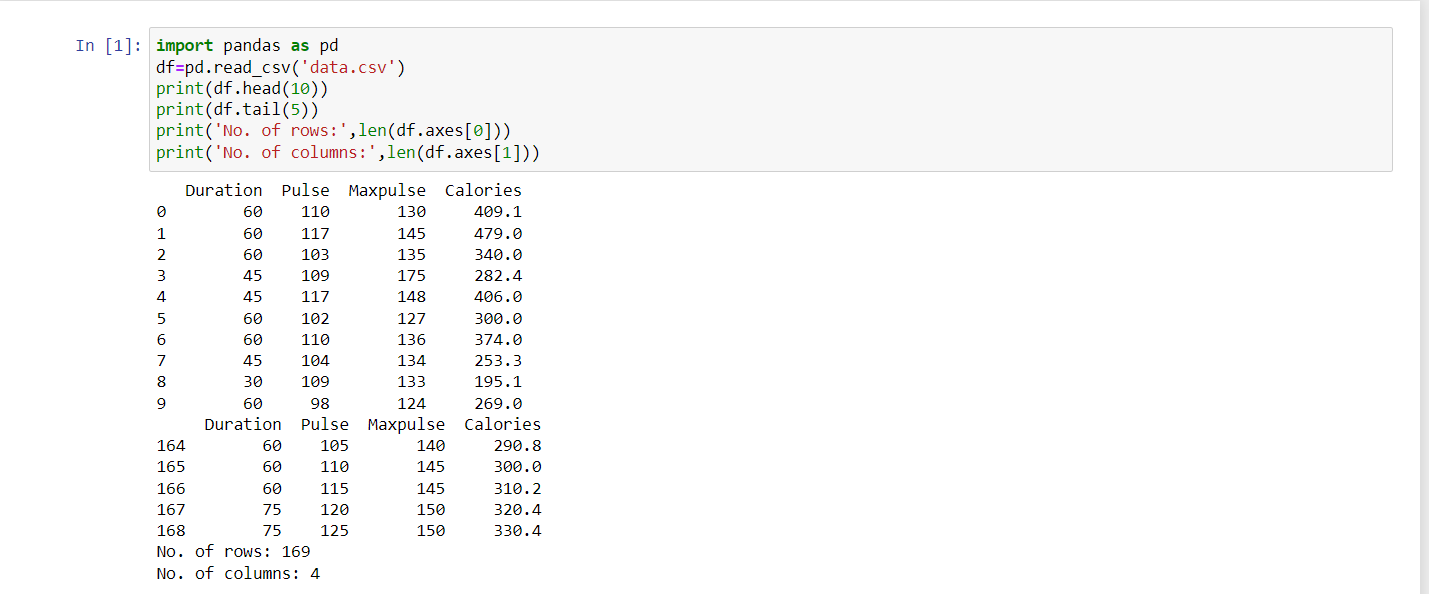 In [1]: import pandas as pd
df=pd.read_csv('data.csv')
print(df.head(10))
print(df.tail(5))
print('No. of rows:',len(df.axes[0]))
print('No. of columns:',len(df.axes[1]))
   Duration  Pulse  Maxpulse  Calories
0        60    110       130     409.1
1        60    117       145     479.0
2        60    103       135     340.0
3        45    109       175     282.4
4        45    117       148     406.0
5        60    102       127     300.0
6        60    110       136     374.0
7        45    104       134     253.3
8        30    109       133     195.1
9        60     98       124     269.0
     Duration  Pulse  Maxpulse  Calories
164        60    105       140     290.8
165        60    110       145     300.0
166        60    115       145     310.2
167        75    120       150     320.4
168        75    125       150     330.4
No. of rows: 169
No. of columns: 4